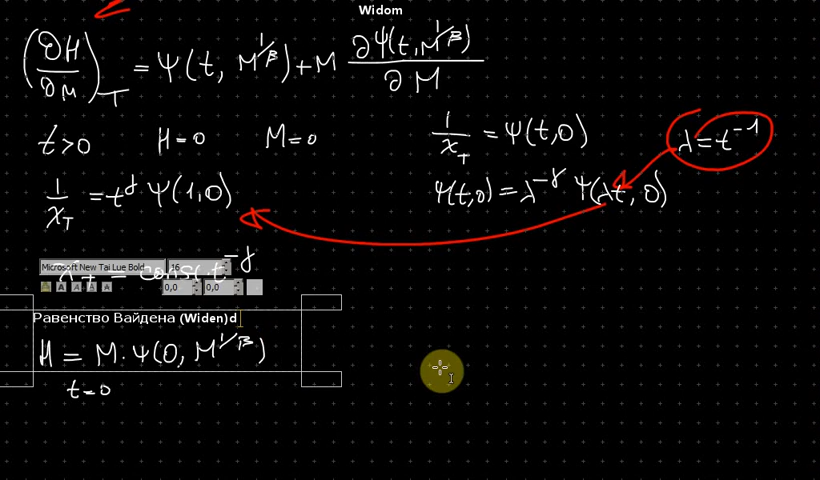 Widom
(∂H/∂M)_T = Ψ(t, M^{1/β}) + M ∂Ψ(t, M^{1/β})/∂M
t>0 H=0 M=0
1/χ_T = Ψ(t,0)
λ=t^{-1}
1/χ_T = t^γ Ψ(1,0)
Ψ(t,0) = λ^{-γ} Ψ(λt, 0)
χ_T = const t^{-γ}
Microsoft New Tai Lue Bold 16
A A A A
0,0 0,0
Равенство Вайдена (Widen)d
H = M·Ψ(0, M^{1/β})
t=0